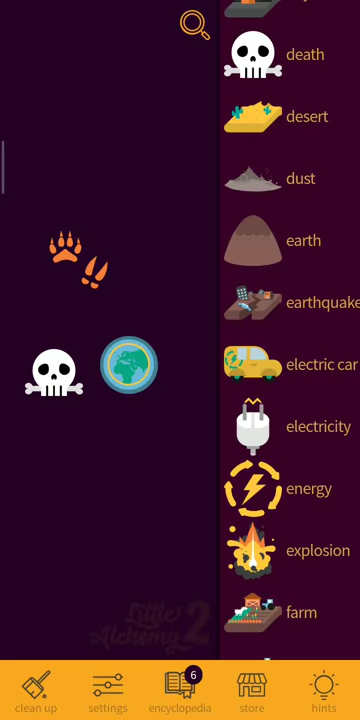 death
desert
dust
earth
earthquake
electric car
electricity
energy
explosion
farm
Little
Alchemy 2
6
clean up
settings
encyclopedia
store
hints